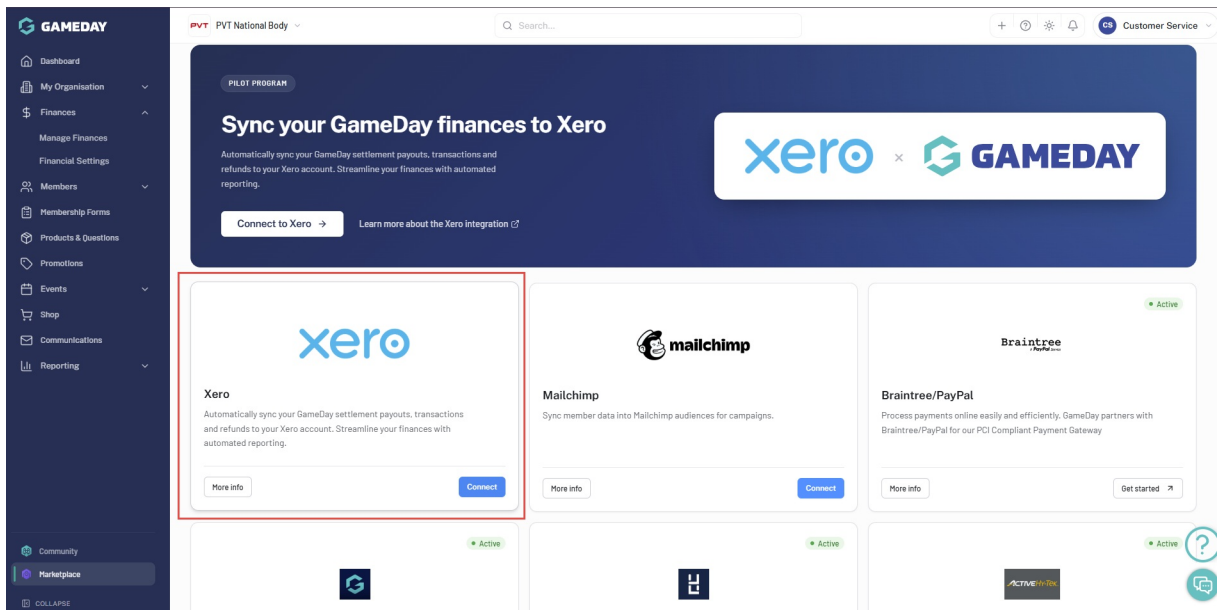 GAMEDAY
PVT PVT National Body
Search...
CS Customer Service
Dashboard
My Organisation
Finances
Manage Finances
Financial Settings
Members
Membership Forms
Products & Questions
Promotions
Events
Shop
Communications
Reporting
Community
Marketplace
COLLAPSE
PILOT PROGRAM
Sync your GameDay finances to Xero
Automatically sync your GameDay settlement payouts, transactions and
refunds to your Xero account. Streamline your finances with automated
reporting.
Connect to Xero →
Learn more about the Xero integration
xero × GAMEDAY
xero
Xero
Automatically sync your GameDay settlement payouts, transactions
and refunds to your Xero account. Streamline your finances with
automated reporting.
More info
Connect
mailchimp
Mailchimp
Sync member data into Mailchimp audiences for campaigns.
More info
Connect
Active
Braintree
A PayPal Service
Braintree/PayPal
Process payments online easily and efficiently. GameDay partners with
Braintree/PayPal for our PCI Compliant Payment Gateway
More info
Get started
Active
Active
Active
ACTIVE Hy-Tek
?